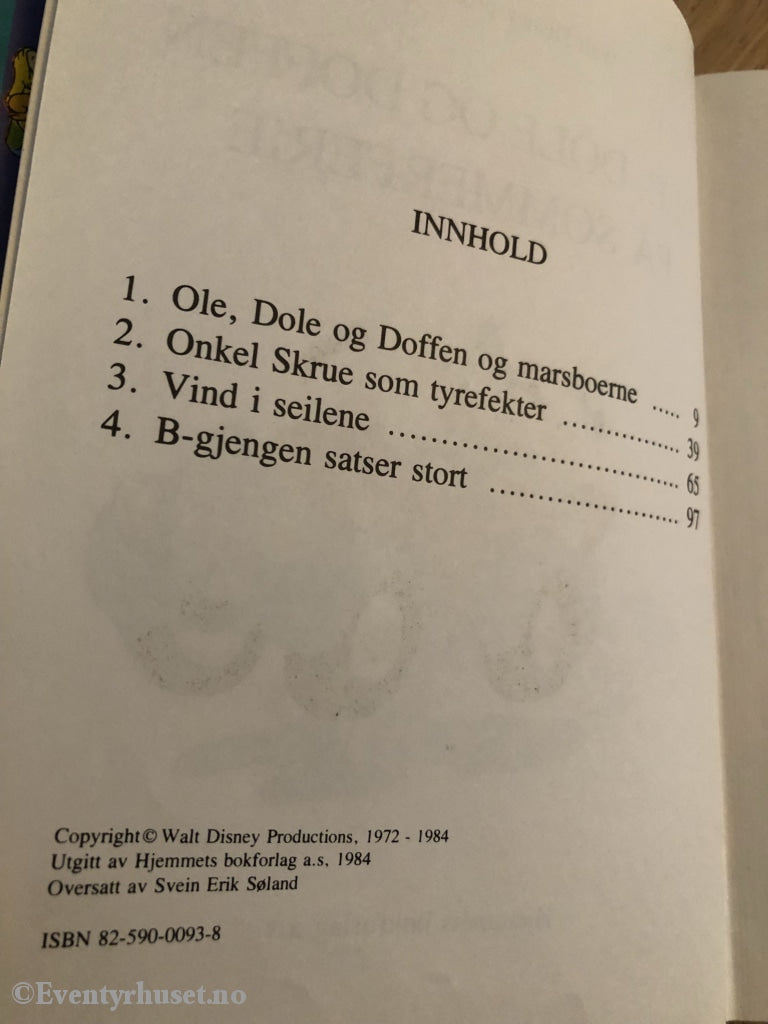 INNHOLD
1. Ole, Dole og Doffen og marsboerne ..... 9
2. Onkel Skrue som tyrefekter ................ 39
3. Vind i seilene ........................................ 65
4. B-gjengen satser stort .......................... 97
Copyright© Walt Disney Productions, 1972 - 1984
Utgitt av Hjemmets bokforlag a.s, 1984
Oversatt av Svein Erik Søland
ISBN 82-590-0093-8
©Eventyrhuset.no